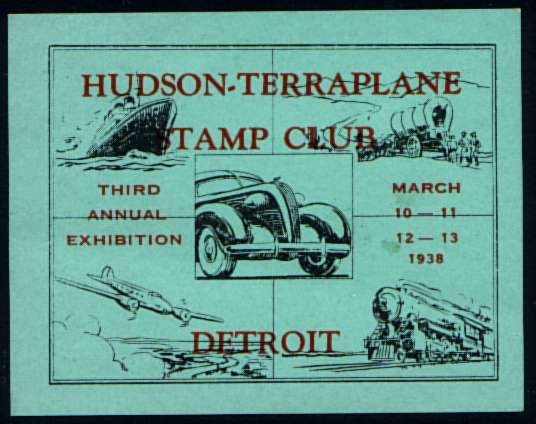 HUDSON-TERRAPLANE
STAMP CLUB
THIRD
ANNUAL
EXHIBITION
MARCH
10 — 11
12 — 13
1938
DETROIT